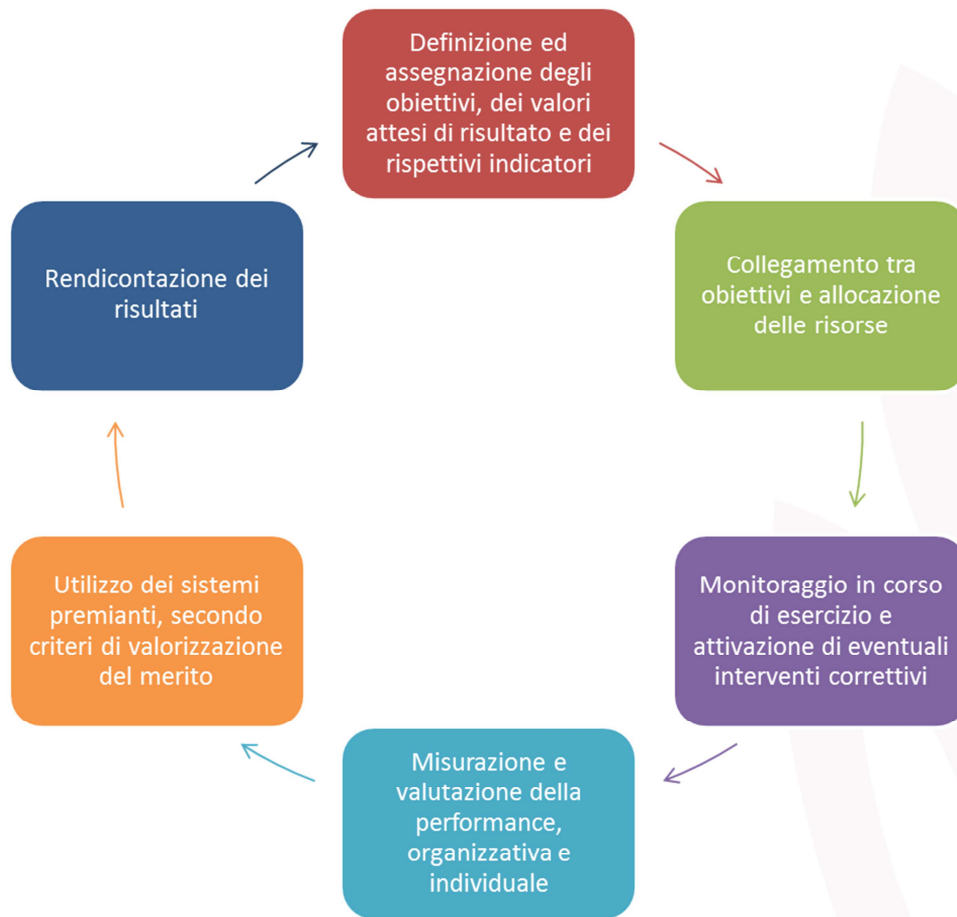 Definizione ed
assegnazione degli
obiettivi, dei valori
attesi di risultato e dei
rispettivi indicatori
Collegamento tra
obiettivi e allocazione
delle risorse
Monitoraggio in corso
di esercizio e
attivazione di eventuali
interventi correttivi
Misurazione e
valutazione della
performance,
organizzativa e
individuale
Utilizzo dei sistemi
premianti, secondo
criteri di valorizzazione
del merito
Rendicontazione dei
risultati